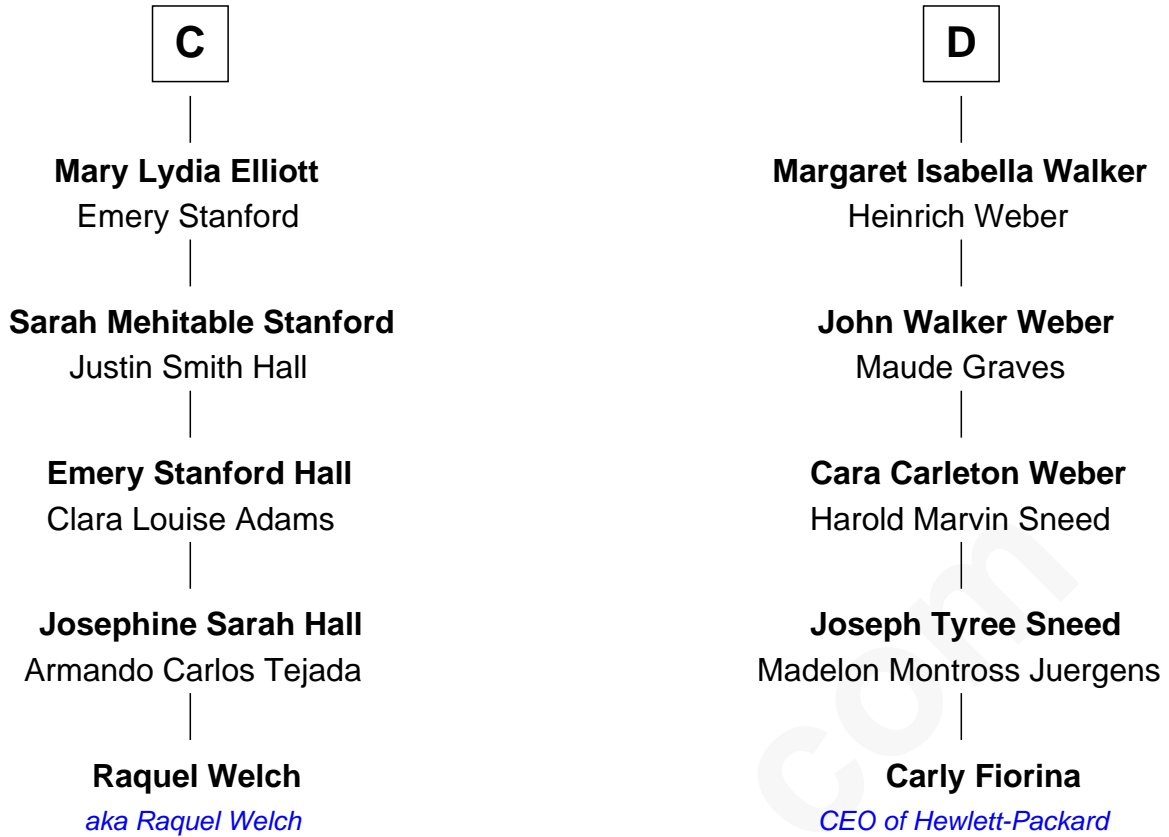 C
Mary Lydia Elliott
Emery Stanford
Sarah Mehitable Stanford
Justin Smith Hall
Emery Stanford Hall
Clara Louise Adams
Josephine Sarah Hall
Armando Carlos Tejada
Raquel Welch
aka Raquel Welch
D
Margaret Isabella Walker
Heinrich Weber
John Walker Weber
Maude Graves
Cara Carleton Weber
Harold Marvin Sneed
Joseph Tyree Sneed
Madelon Montross Juergens
Carly Fiorina
CEO of Hewlett-Packard
com